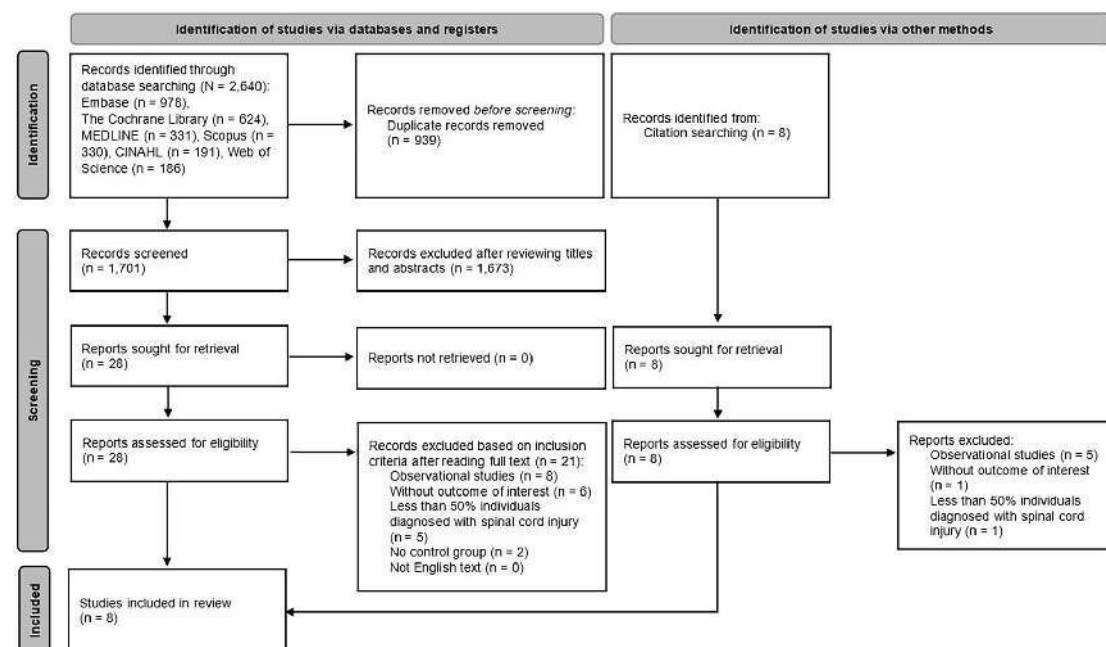 Identification of studies via databases and registers
Identification of studies via other methods
Identification
Records identified through
database searching (N = 2,640):
Embase (n = 978),
The Cochrane Library (n = 624),
MEDLINE (n = 331), Scopus (n =
330), CINAHL (n = 191), Web of
Science (n = 186)
Records removed before screening:
Duplicate records removed
(n = 939)
Records identified from:
Citation searching (n = 8)
Screening
Records screened
(n = 1,701)
Records excluded after reviewing titles
and abstracts (n = 1,673)
Reports sought for retrieval
(n = 28)
Reports not retrieved (n = 0)
Reports sought for retrieval
(n = 8)
Reports assessed for eligibility
(n = 28)
Records excluded based on inclusion
criteria after reading full text (n = 21):
Observational studies (n = 8)
Without outcome of interest (n = 6)
Less than 50% individuals
diagnosed with spinal cord injury
(n = 5)
No control group (n = 2)
Not English text (n = 0)
Reports assessed for eligibility
(n = 8)
Reports excluded:
Observational studies (n = 5)
Without outcome of interest
(n = 1)
Less than 50% individuals
diagnosed with spinal cord
injury (n = 1)
Included
Studies included in review
(n = 8)